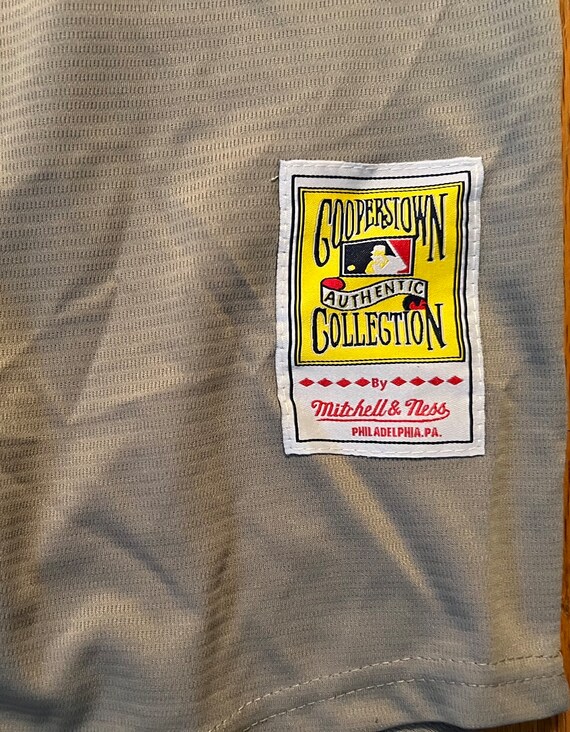 COOPERSTOWN
AUTHENTIC
COLLECTION
By
Mitchell & Ness
PHILADELPHIA.PA.